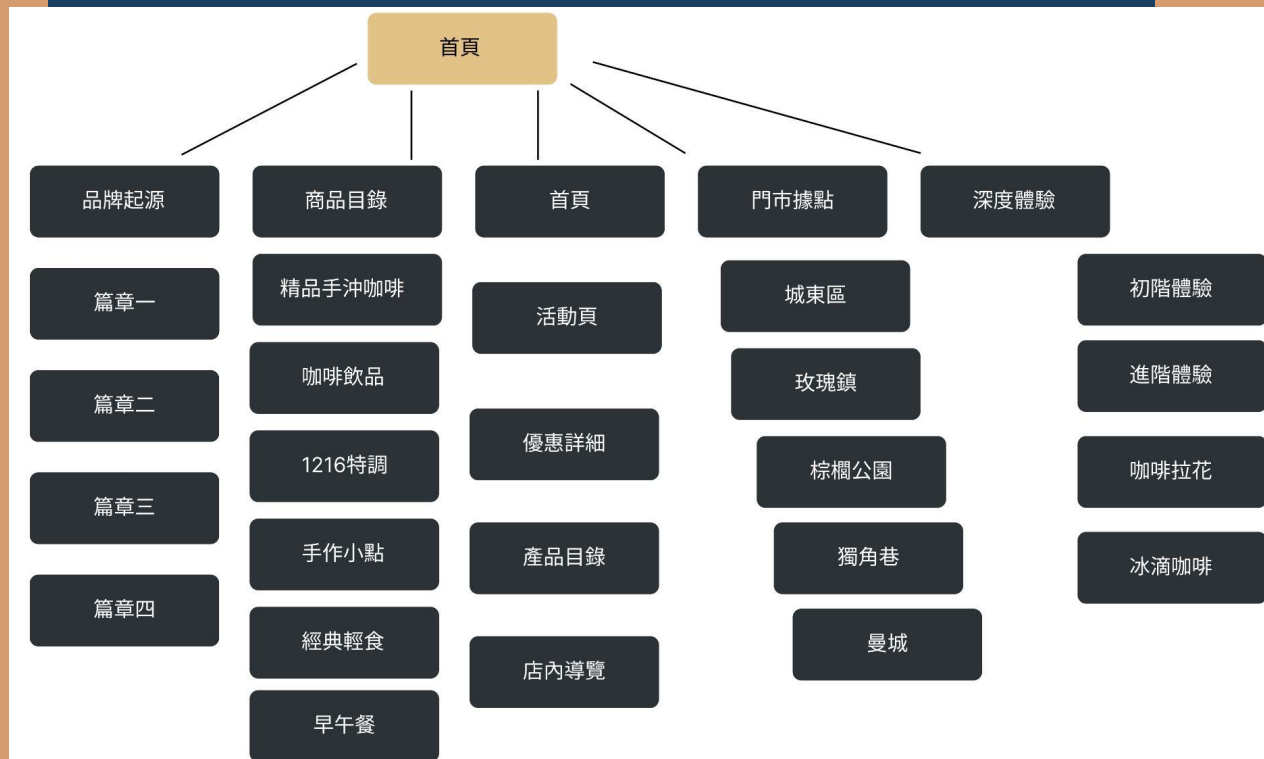 首頁
品牌起源
商品目錄
首頁
門市據點
深度體驗
篇章一
篇章二
篇章三
篇章四
精品手沖咖啡
咖啡飲品
1216特調
手作小點
經典輕食
早午餐
活動頁
優惠詳細
產品目錄
店內導覽
城東區
玫瑰鎮
棕櫚公園
獨角巷
曼城
初階體驗
進階體驗
咖啡拉花
冰滴咖啡